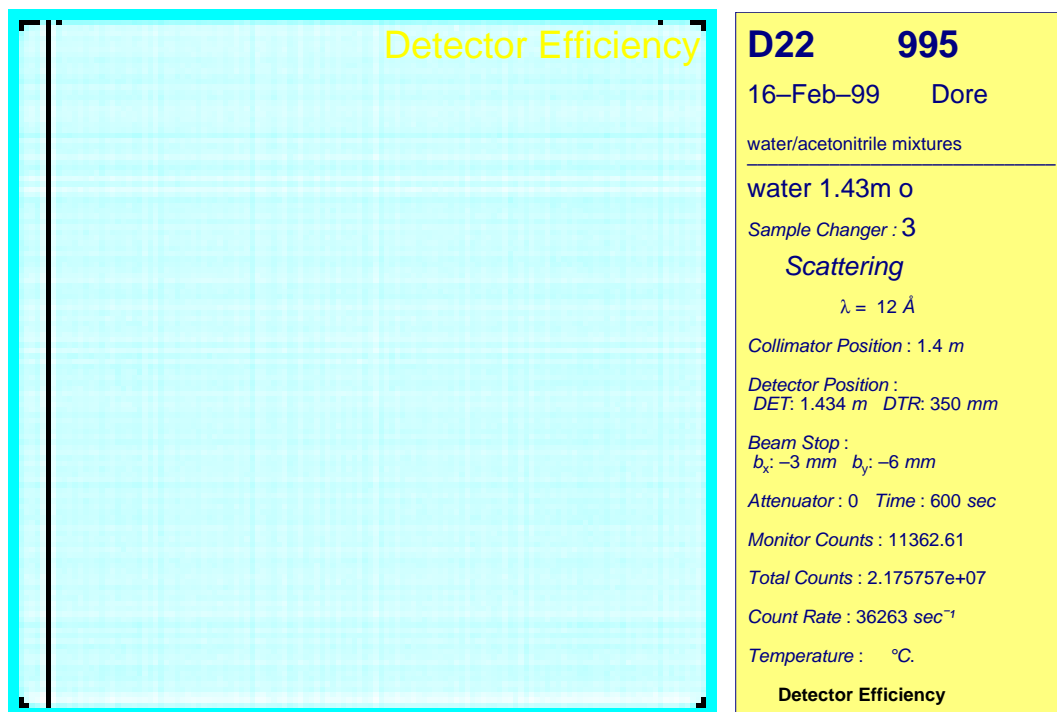 Detector Efficiency
D22 995
16–Feb–99 Dore
water/acetonitrile mixtures
water 1.43m o
Sample Changer : 3
Scattering
λ = 12 Å
Collimator Position : 1.4 m
Detector Position :
DET: 1.434 m DTR: 350 mm
Beam Stop :
bₓ: –3 mm b_y: –6 mm
Attenuator : 0 Time : 600 sec
Monitor Counts : 11362.61
Total Counts : 2.175757e+07
Count Rate : 36263 sec⁻¹
Temperature : °C.
Detector Efficiency